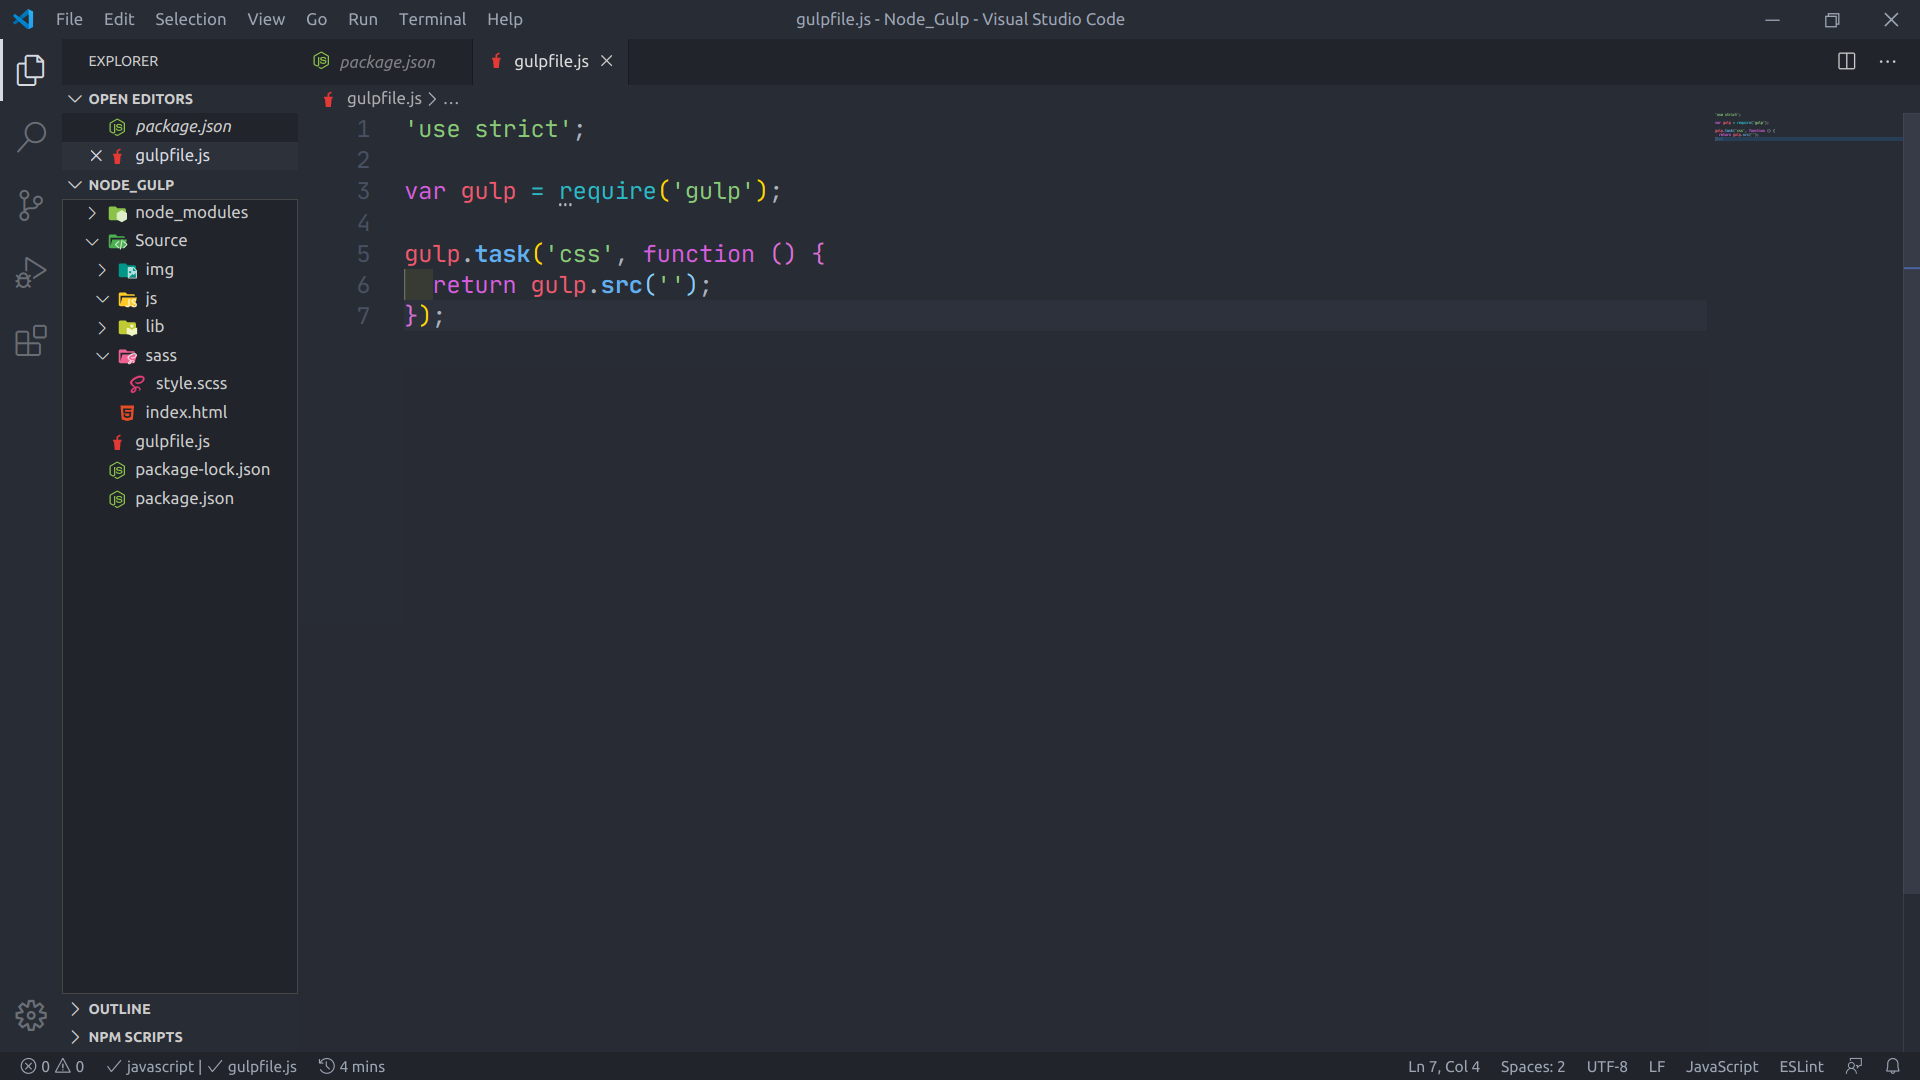 File Edit Selection View Go Run Terminal Help
gulpfile.js - Node_Gulp - Visual Studio Code
EXPLORER
OPEN EDITORS
package.json
gulpfile.js
NODE_GULP
node_modules
Source
img
js
lib
sass
style.scss
index.html
gulpfile.js
package-lock.json
package.json
OUTLINE
NPM SCRIPTS
package.json gulpfile.js
gulpfile.js > ...
1 'use strict';
2
3 var gulp = require('gulp');
4
5 gulp.task('css', function () {
6 return gulp.src('');
7 });
0 0 javascript | gulpfile.js 4 mins
Ln 7, Col 4 Spaces: 2 UTF-8 LF JavaScript ESLint